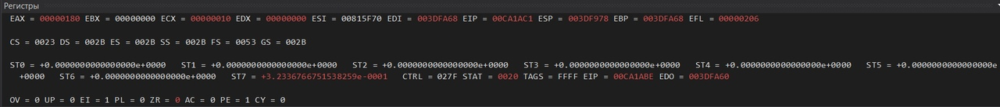 Регистры
EAX = 00000180 EBX = 00000000 ECX = 00000010 EDX = 00000000 ESI = 00815F70 EDI = 003DFA68 EIP = 00CA1AC1 ESP = 003DF978 EBP = 003DFA68 EFL = 00000206
CS = 0023 DS = 002B ES = 002B SS = 002B FS = 0053 GS = 002B
ST0 = +0.0000000000000000e+0000 ST1 = +0.0000000000000000e+0000 ST2 = +0.0000000000000000e+0000 ST3 = +0.0000000000000000e+0000 ST4 = +0.0000000000000000e+0000 ST5 = +0.0000000000000000e
+0000 ST6 = +0.0000000000000000e+0000 ST7 = +3.2336766751538259e-0001 CTRL = 027F STAT = 0020 TAGS = FFFF EIP = 00CA1ABE EDO = 003DFA60
OV = 0 UP = 0 EI = 1 PL = 0 ZR = 0 AC = 0 PE = 1 CY = 0